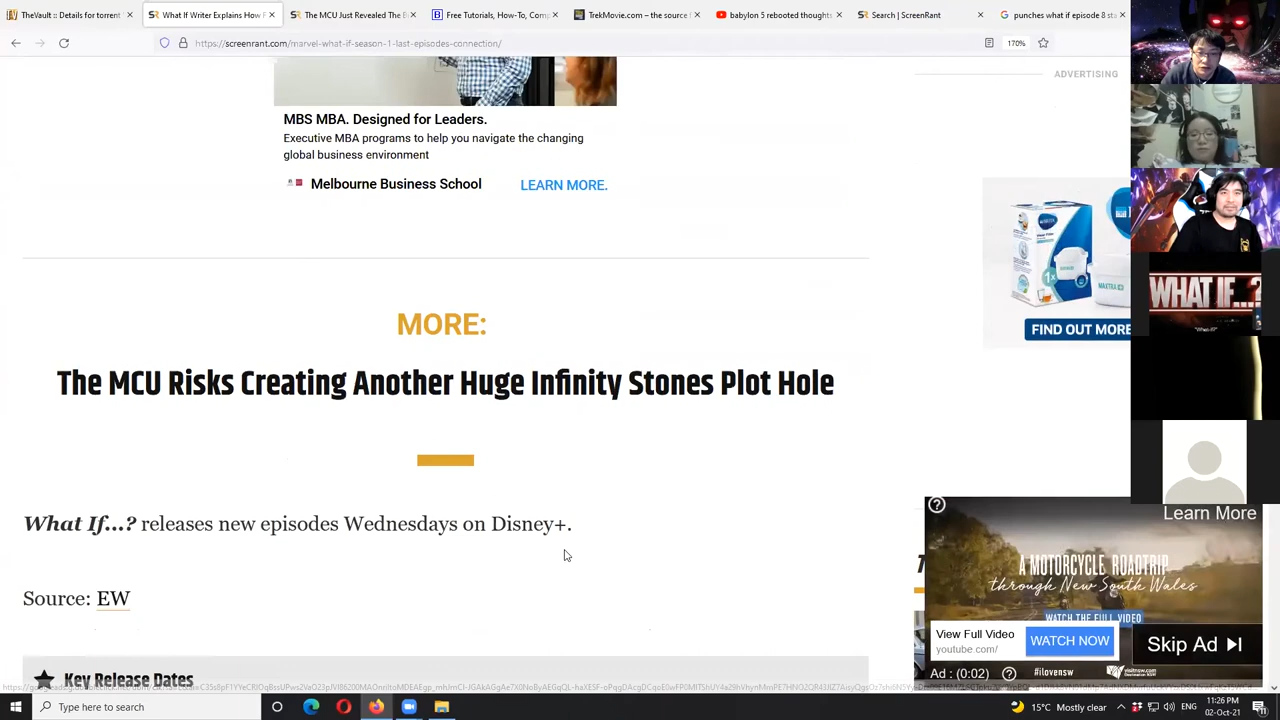 TheVault :: Details for torrent
What If Writer Explains How F
The MCU Just Revealed The B
Free Tutorials, How-To, Comp
TrekMovie.com – the source
babylon 5 rebooted thoughts
Search | ScreenRant
punches what if episode 8 sta
https://screenrant.com/marvel-what-if-season-1-last-episodes-connection/
170%
ADVERTISING
MBS MBA. Designed for Leaders.
Executive MBA programs to help you navigate the changing
global business environment
Melbourne Business School
LEARN MORE.
BRITA
MAXTRA+
FIND OUT MORE
WHAT IF...?
MORE:
The MCU Risks Creating Another Huge Infinity Stones Plot Hole
What If...? releases new episodes Wednesdays on Disney+.
Source: EW
Key Release Dates
Learn More
A MOTORCYCLE ROADTRIP
through New South Wales
WATCH THE FULL VIDEO
View Full Video
youtube.com/
WATCH NOW
Skip Ad
Ad : (0:02)
#ilovensw
visitnsw.com
Type here to search
15°C Mostly clear
ENG
11:26 PM
02-Oct-21